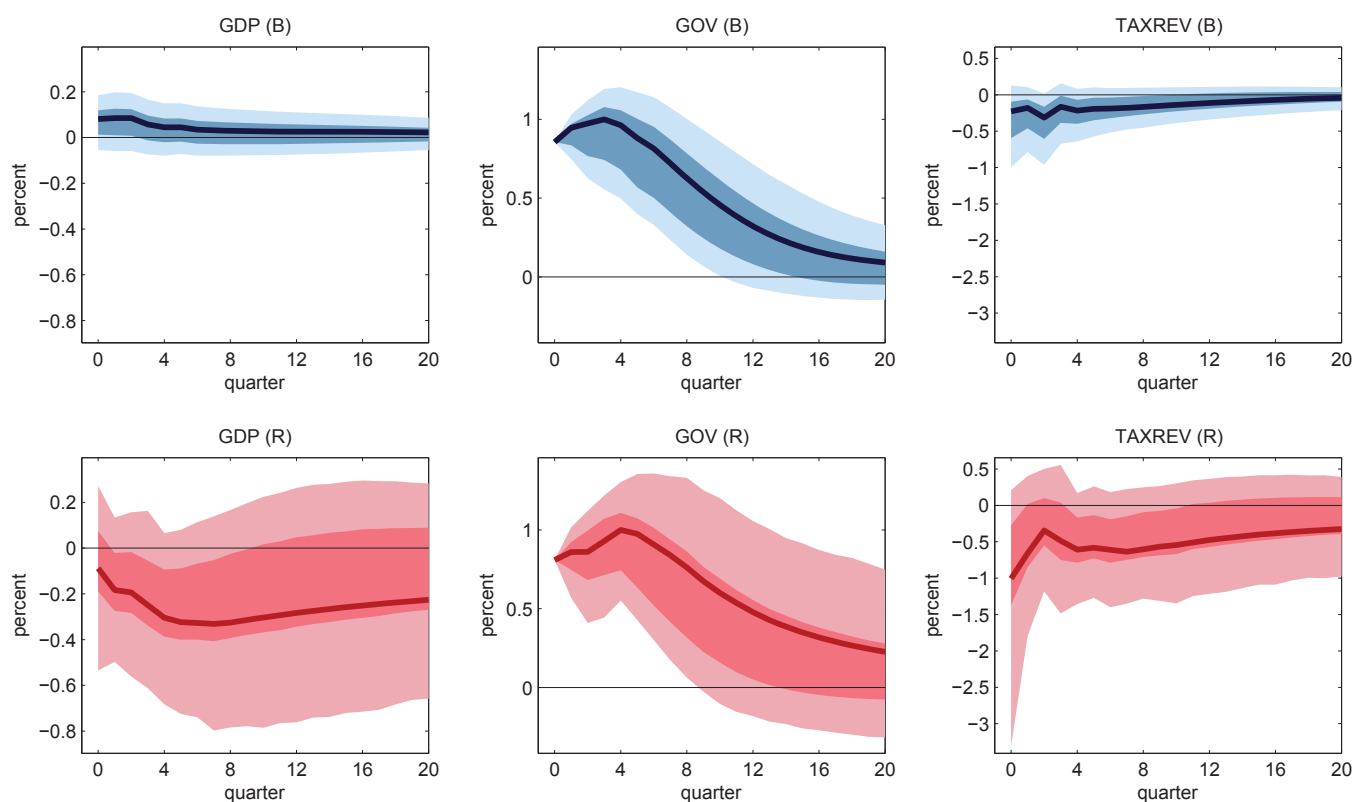 GDP (B)
GOV (B)
TAXREV (B)
percent
0.2
0
−0.2
−0.4
−0.6
−0.8
0 4 8 12 16 20
quarter
percent
1
0.5
0
0 4 8 12 16 20
quarter
percent
0.5
0
−0.5
−1
−1.5
−2
−2.5
−3
0 4 8 12 16 20
quarter
GDP (R)
GOV (R)
TAXREV (R)
percent
0.2
0
−0.2
−0.4
−0.6
−0.8
0 4 8 12 16 20
quarter
percent
1
0.5
0
0 4 8 12 16 20
quarter
percent
0.5
0
−0.5
−1
−1.5
−2
−2.5
−3
0 4 8 12 16 20
quarter